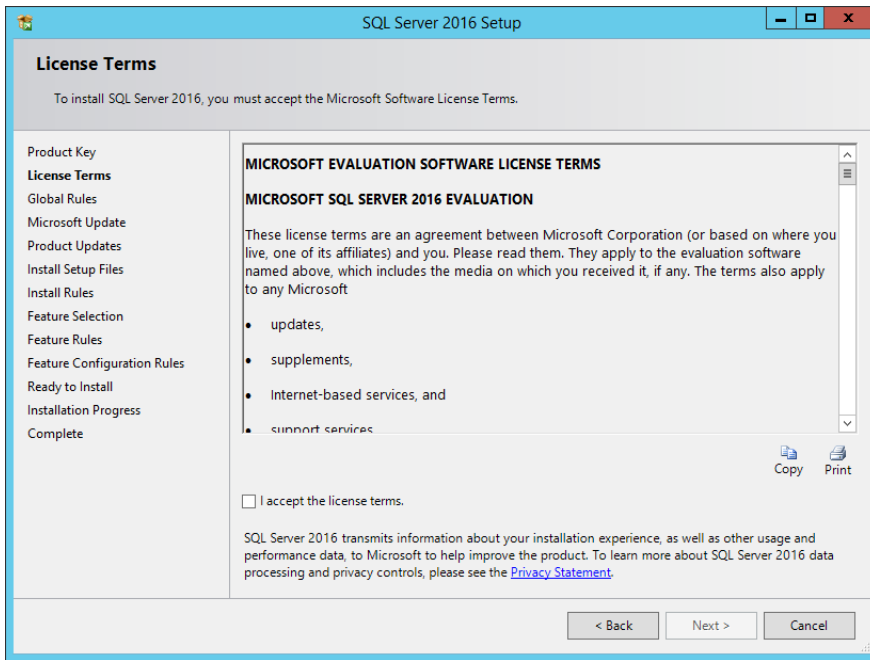 SQL Server 2016 Setup
License Terms
To install SQL Server 2016, you must accept the Microsoft Software License Terms.
Product Key
License Terms
Global Rules
Microsoft Update
Product Updates
Install Setup Files
Install Rules
Feature Selection
Feature Rules
Feature Configuration Rules
Ready to Install
Installation Progress
Complete
MICROSOFT EVALUATION SOFTWARE LICENSE TERMS
MICROSOFT SQL SERVER 2016 EVALUATION
These license terms are an agreement between Microsoft Corporation (or based on where you
live, one of its affiliates) and you. Please read them. They apply to the evaluation software
named above, which includes the media on which you received it, if any. The terms also apply
to any Microsoft
• updates,
• supplements,
• Internet-based services, and
• support services
Copy Print
I accept the license terms.
SQL Server 2016 transmits information about your installation experience, as well as other usage and
performance data, to Microsoft to help improve the product. To learn more about SQL Server 2016 data
processing and privacy controls, please see the Privacy Statement.
< Back Next > Cancel